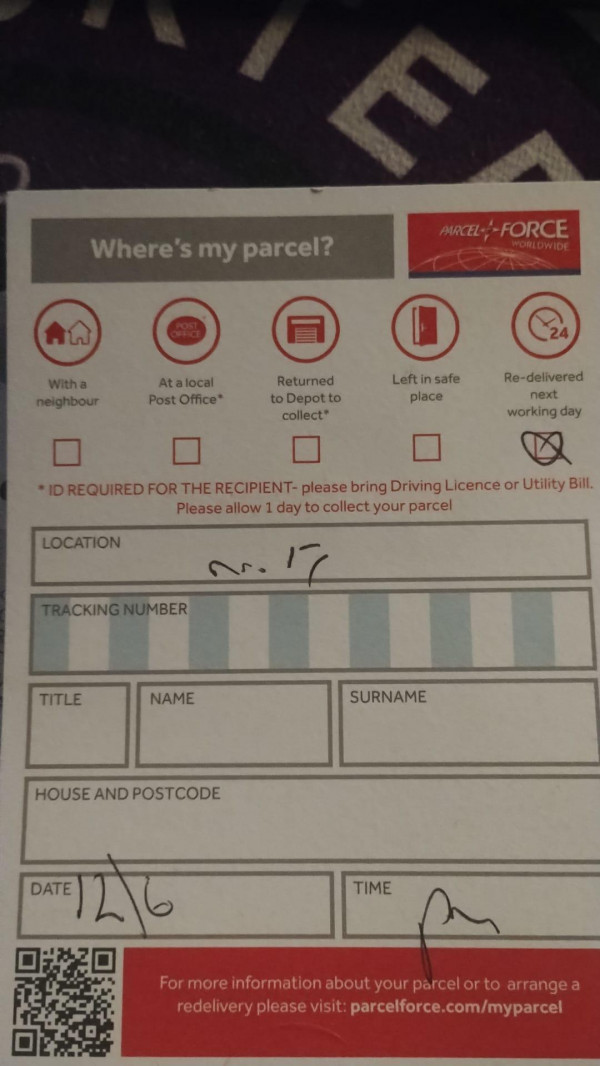 RTER
Where's my parcel?
PARCEL FORCE
WORLDWIDE
POST
OFFICE
24
With a
neighbour
At a local
Post Office*
Returned
to Depot to
collect*
Left in safe
place
Re-delivered
next
working day
* ID REQUIRED FOR THE RECIPIENT- please bring Driving Licence or Utility Bill.
Please allow 1 day to collect your parcel
LOCATION
nr. 17
TRACKING NUMBER
TITLE
NAME
SURNAME
HOUSE AND POSTCODE
DATE 12/6
TIME pm
For more information about your parcel or to arrange a
redelivery please visit: parcelforce.com/myparcel